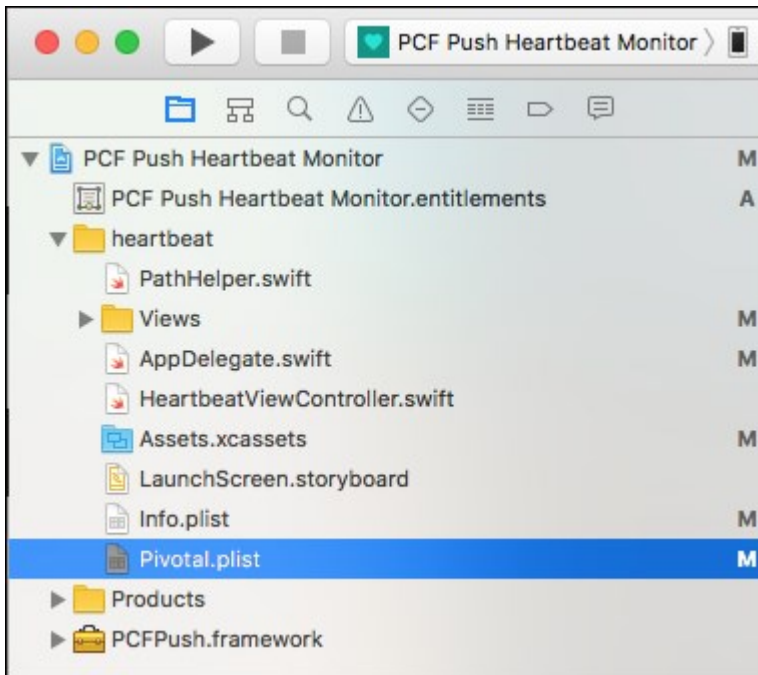 PCF Push Heartbeat Monitor
PCF Push Heartbeat Monitor M
PCF Push Heartbeat Monitor.entitlements A
heartbeat
PathHelper.swift
Views M
AppDelegate.swift M
HeartbeatViewController.swift
Assets.xcassets M
LaunchScreen.storyboard
Info.plist M
Pivotal.plist M
Products
PCFPush.framework